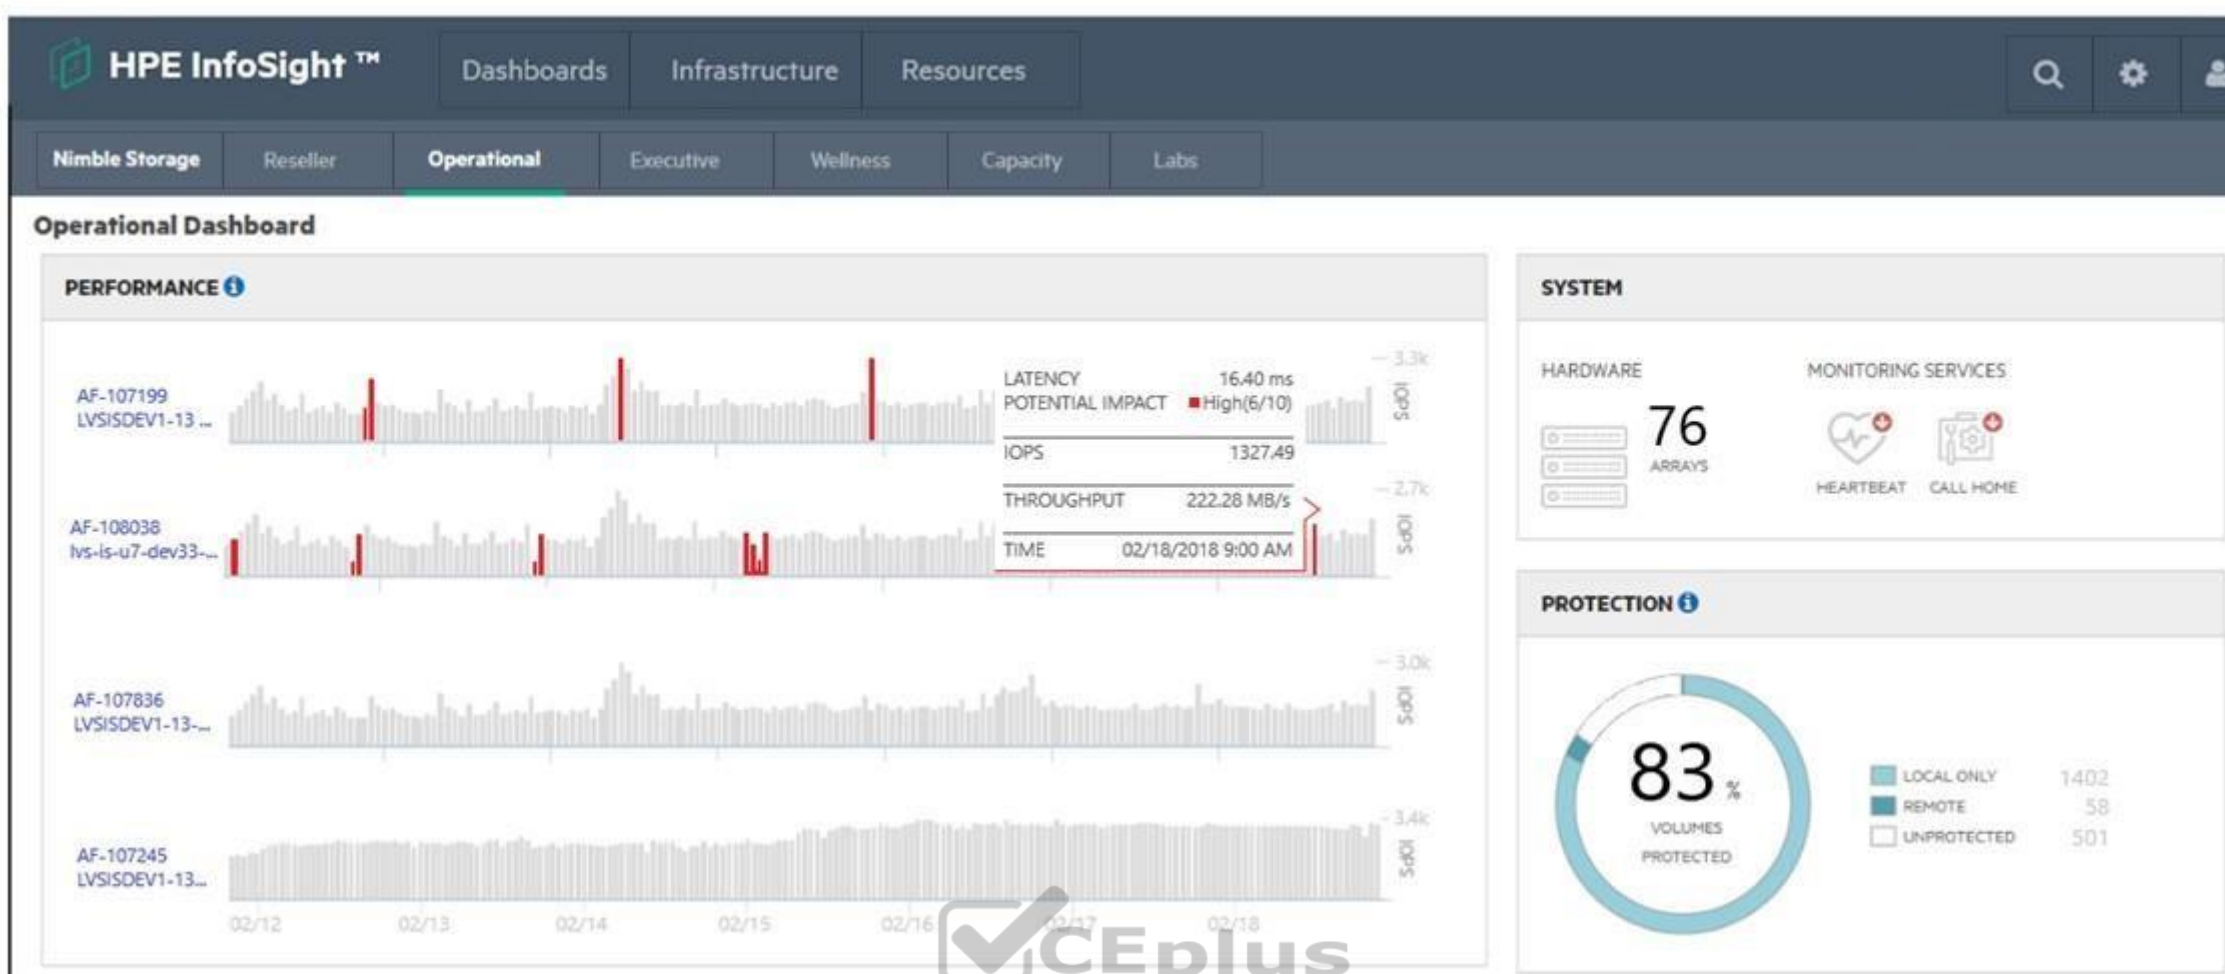 HPE InfoSight ™
Dashboards
Infrastructure
Resources
Nimble Storage
Reseller
Operational
Executive
Wellness
Capacity
Labs
Operational Dashboard
PERFORMANCE
AF-107199
LVSISDEV1-13 ...
3.3k
IOPS
LATENCY 16.40 ms
POTENTIAL IMPACT High(6/10)
IOPS 1327.49
THROUGHPUT 222.28 MB/s
TIME 02/18/2018 9:00 AM
AF-108038
lvs-is-u7-dev33-...
2.7k
IOPS
AF-107836
LVSISDEV1-13-...
3.0k
IOPS
AF-107245
LVSISDEV1-13...
3.4k
IOPS
02/12 02/13 02/14 02/15 02/16 02/17 02/18
SYSTEM
HARDWARE
76
ARRAYS
MONITORING SERVICES
HEARTBEAT
CALL HOME
PROTECTION
83 %
VOLUMES
PROTECTED
LOCAL ONLY 1402
REMOTE 58
UNPROTECTED 501
CEplus